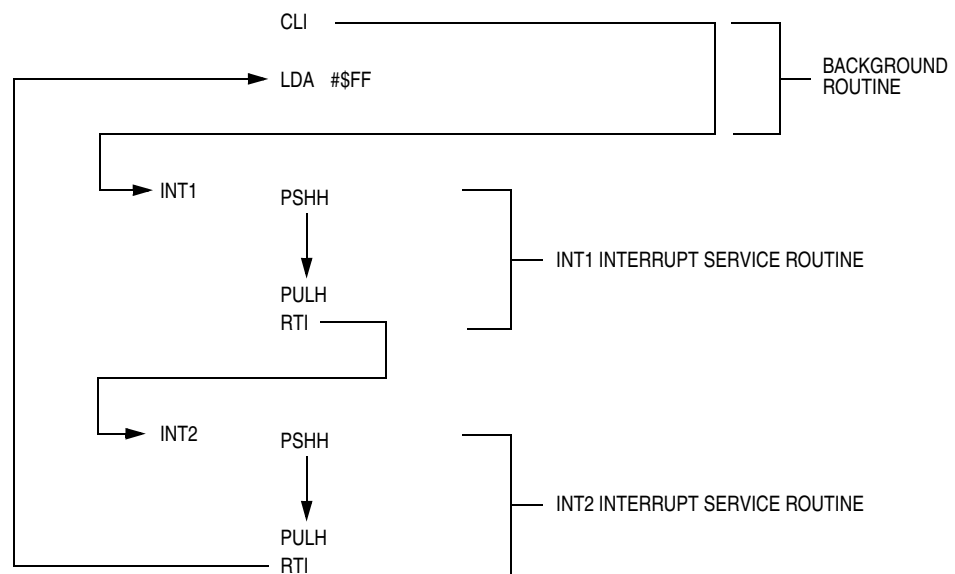 CLI
LDA #$FF
BACKGROUND
ROUTINE
INT1
PSHH
INT1 INTERRUPT SERVICE ROUTINE
PULH
RTI
INT2
PSHH
INT2 INTERRUPT SERVICE ROUTINE
PULH
RTI